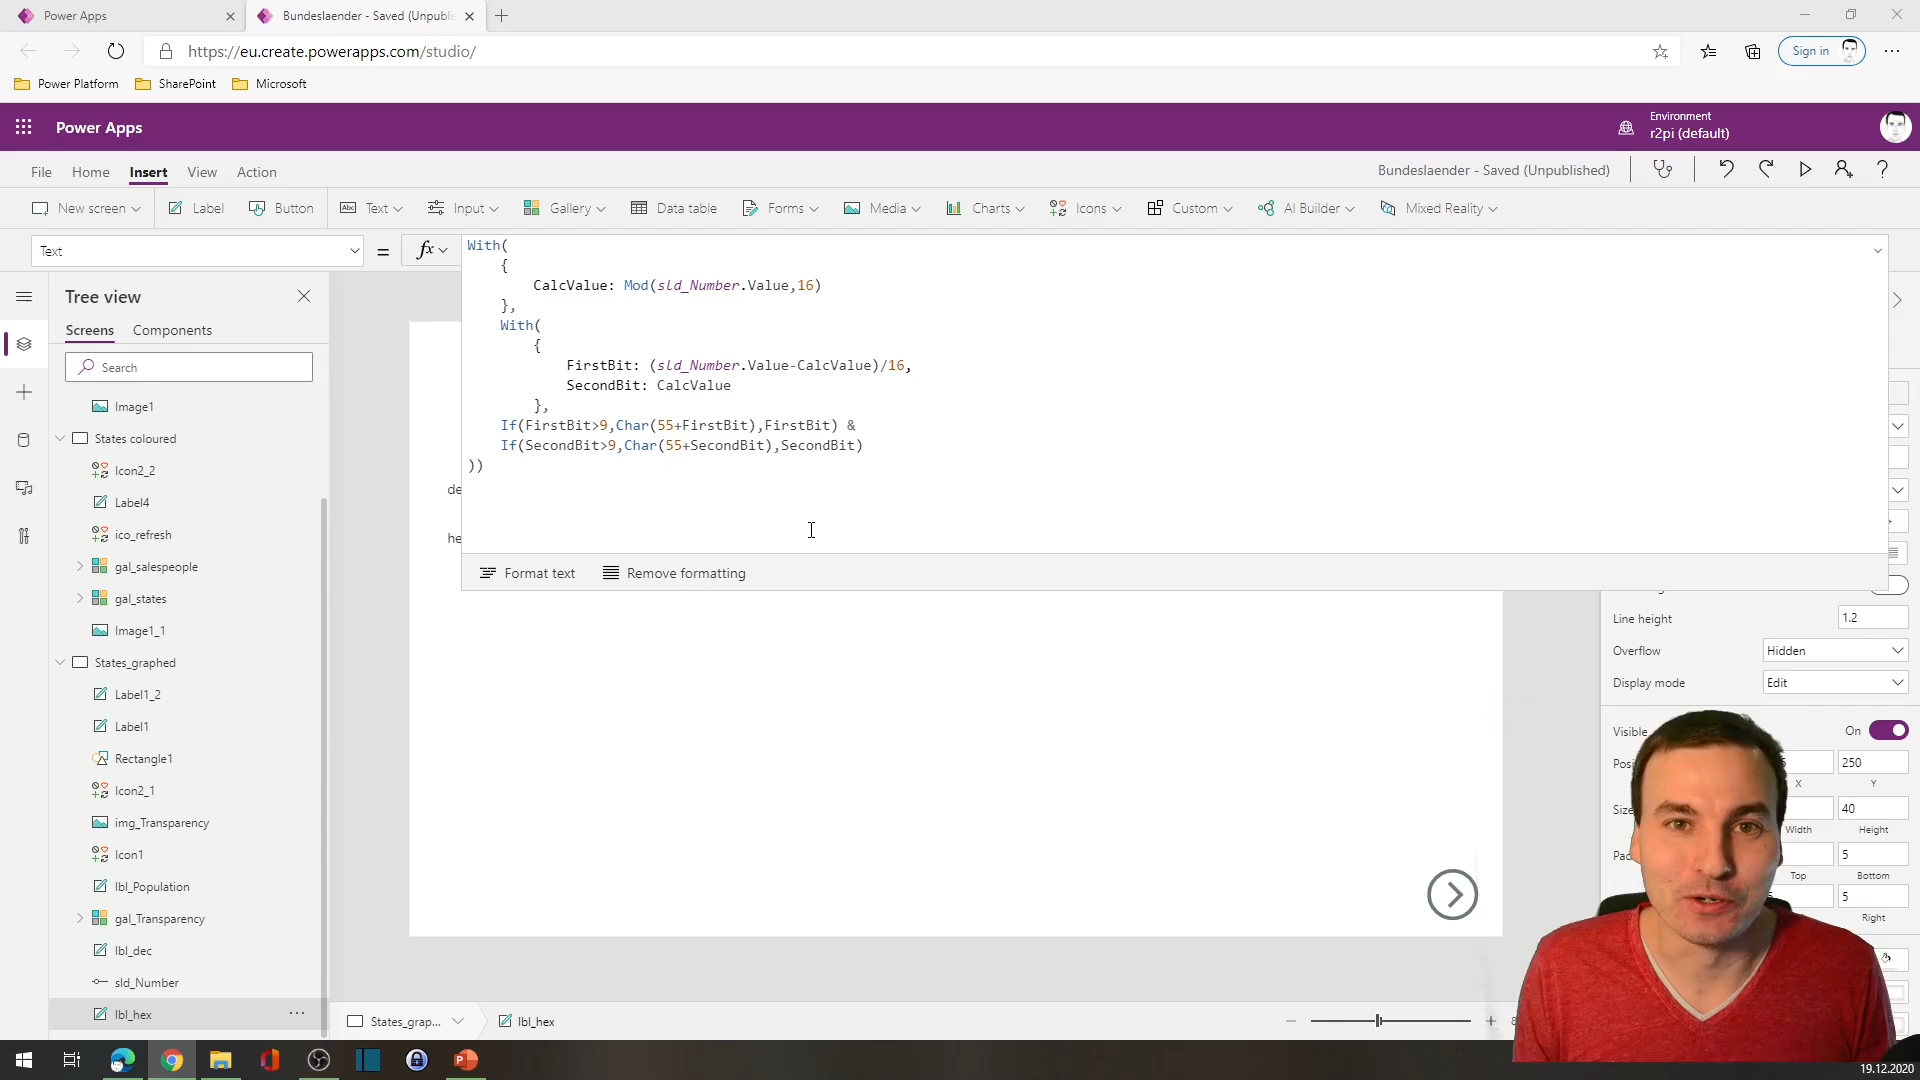 Power Apps
Bundeslaender - Saved (Unpubli
https://eu.create.powerapps.com/studio/
Sign in
Power Platform
SharePoint
Microsoft
Power Apps
Environment
r2pi (default)
File
Home
Insert
View
Action
Bundeslaender - Saved (Unpublished)
New screen
Label
Button
Text
Input
Gallery
Data table
Forms
Media
Charts
Icons
Custom
AI Builder
Mixed Reality
Text
=
fx
With(
{
CalcValue: Mod(sld_Number.Value,16)
},
With(
{
FirstBit: (sld_Number.Value-CalcValue)/16,
SecondBit: CalcValue
},
If(FirstBit>9,Char(55+FirstBit),FirstBit) &
If(SecondBit>9,Char(55+SecondBit),SecondBit)
))
Format text
Remove formatting
Tree view
Screens
Components
Search
Image1
States coloured
Icon2_2
Label4
ico_refresh
gal_salespeople
gal_states
Image1_1
States_graphed
Label1_2
Label1
Rectangle1
Icon2_1
img_Transparency
Icon1
lbl_Population
gal_Transparency
lbl_dec
sld_Number
lbl_hex
de
he
Line height
1.2
Overflow
Hidden
Display mode
Edit
Visible
On
Posi
250
X
Y
Size
40
Width
Height
Pad
5
Top
Bottom
5
Right
States_grap...
lbl_hex
19.12.2020